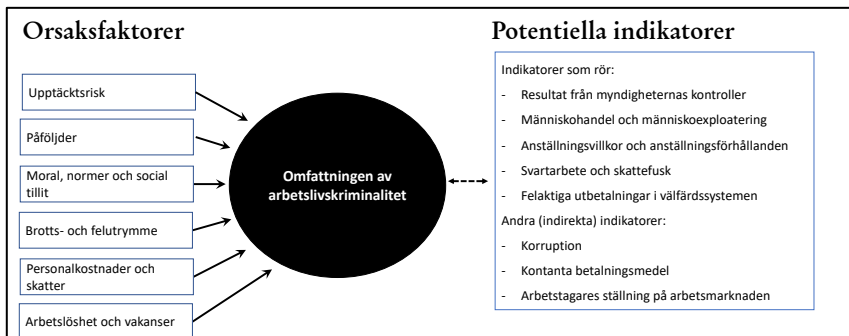 Orsaksfaktorer
Upptäcktsrisk
Påföljder
Moral, normer och social
tillit
Brotts- och felutrymme
Personalkostnader och
skatter
Arbetslöshet och vakanser
Omfattningen av
arbetslivskriminalitet
Potentiella indikatorer
Indikatorer som rör:
- Resultat från myndigheternas kontroller
- Människohandel och människoexploatering
- Anställningsvillkor och anställningsförhållanden
- Svartarbete och skattefusk
- Felaktiga utbetalningar i välfärdssystemen
Andra (indirekta) indikatorer:
- Korruption
- Kontanta betalningsmedel
- Arbetstagares ställning på arbetsmarknaden